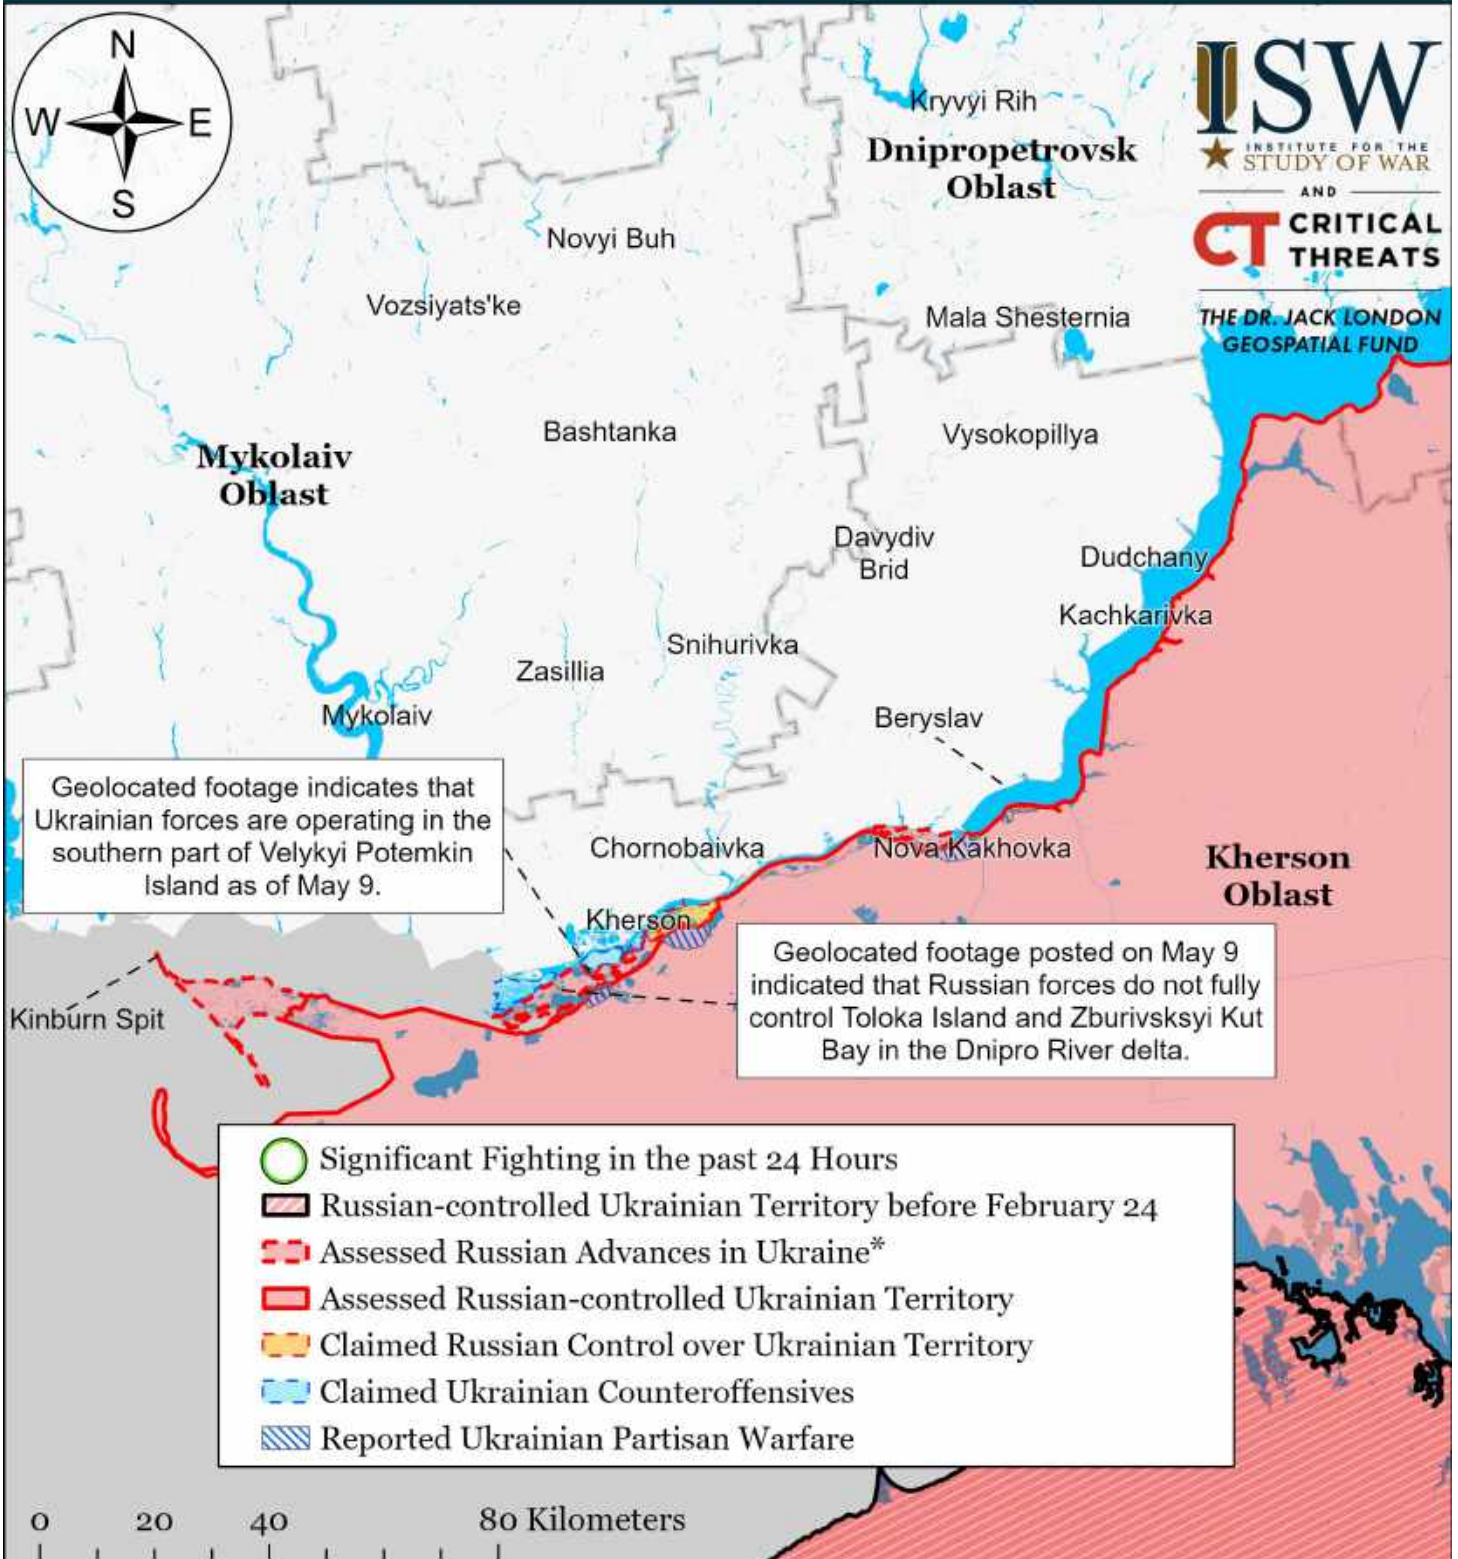 N
W E
S
ISW
INSTITUTE FOR THE
STUDY OF WAR
AND
CT CRITICAL
THREATS
THE DR. JACK LONDON
GEOSPATIAL FUND
Kryvyi Rih
Dnipropetrovsk
Oblast
Novyi Buh
Vozsiyats'ke
Mala Shesternia
Bashtanka
Vysokopillya
Mykolaiv
Oblast
Davydiv
Brid
Dudchany
Kachkarivka
Snihurivka
Zasillia
Mykolaiv
Beryslav
Geolocated footage indicates that
Ukrainian forces are operating in the
southern part of Velykyi Potemkin
Island as of May 9.
Chornobaivka
Nova Kakhovka
Kherson
Oblast
Kherson
Geolocated footage posted on May 9
indicated that Russian forces do not fully
control Toloka Island and Zburivsksyi Kut
Bay in the Dnipro River delta.
Kinburn Spit
Significant Fighting in the past 24 Hours
Russian-controlled Ukrainian Territory before February 24
Assessed Russian Advances in Ukraine*
Assessed Russian-controlled Ukrainian Territory
Claimed Russian Control over Ukrainian Territory
Claimed Ukrainian Counteroffensives
Reported Ukrainian Partisan Warfare
0 20 40 80 Kilometers